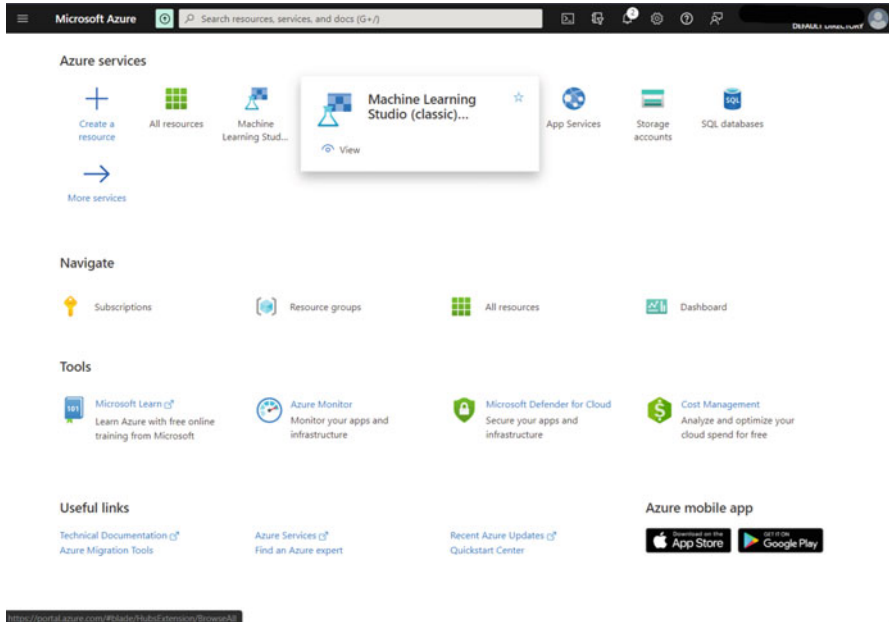 Microsoft Azure
Search resources, services, and docs (G+/)
DEFAULT DIRECTORY
Azure services
Create a
resource
All resources
Machine
Learning Stud...
Machine Learning
Studio (classic)...
View
App Services
Storage
accounts
SQL
SQL databases
More services
Navigate
Subscriptions
Resource groups
All resources
Dashboard
Tools
101
Microsoft Learn
Learn Azure with free online
training from Microsoft
Azure Monitor
Monitor your apps and
infrastructure
Microsoft Defender for Cloud
Secure your apps and
infrastructure
$
Cost Management
Analyze and optimize your
cloud spend for free
Useful links
Technical Documentation
Azure Services
Recent Azure Updates
Azure Migration Tools
Find an Azure expert
Quickstart Center
Azure mobile app
Download on the
App Store
GET IT ON
Google Play
2
https://portal.azure.com/#blade/HubsExtension/BrowseAll